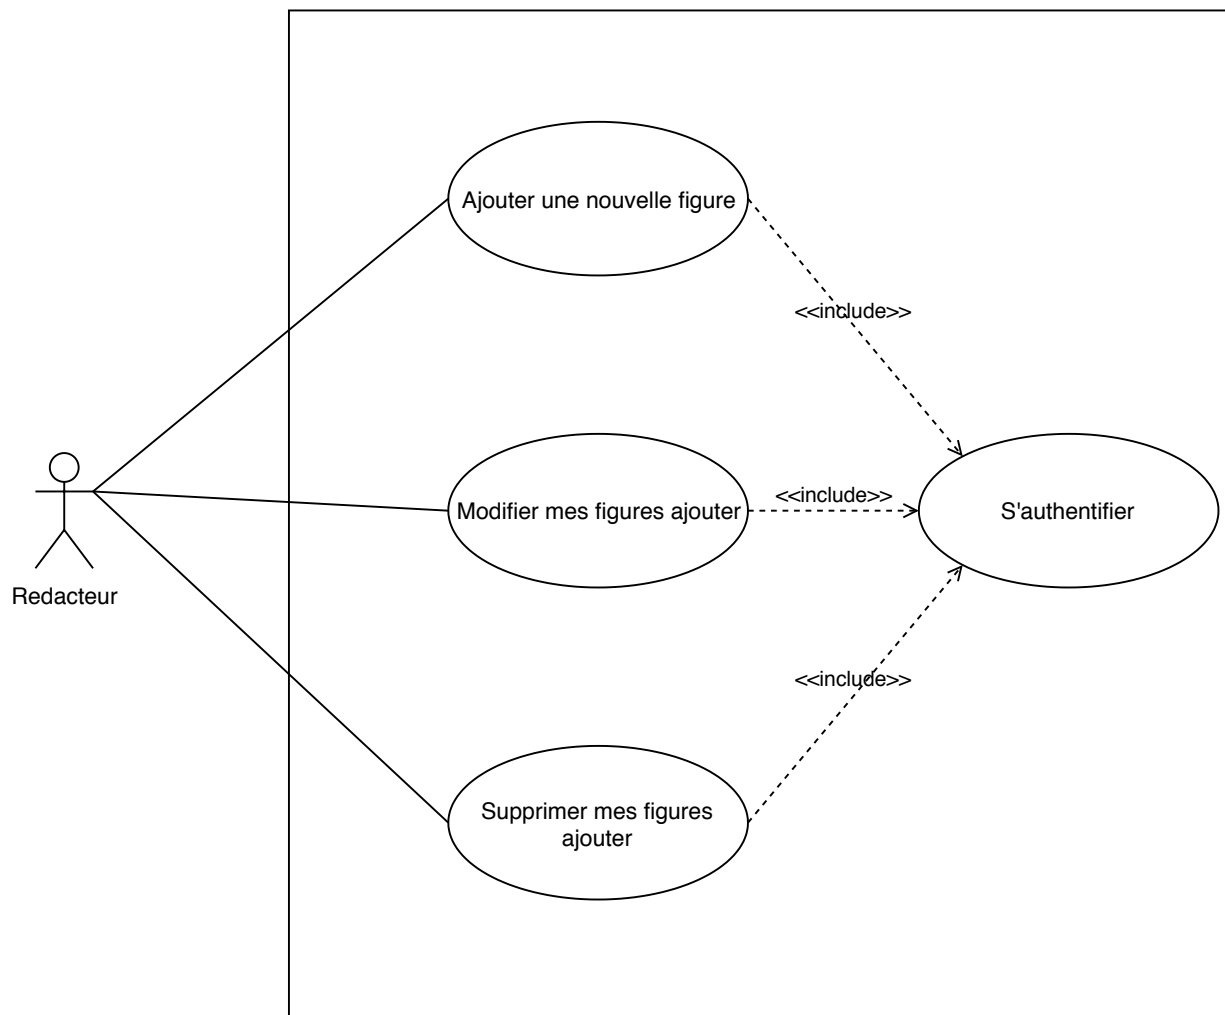 Ajouter une nouvelle figure
<<include>>
<<include>>
Modifier mes figures ajouter
S'authentifier
Redacteur
<<include>>
Supprimer mes figures
ajouter